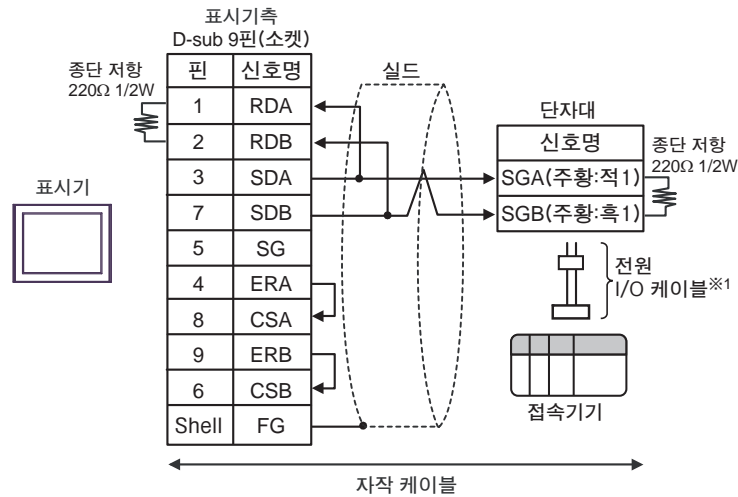 표시기측
D-sub 9핀(소켓)
종단 저항
220Ω 1/2W
핀 신호명
1 RDA
2 RDB
3 SDA
7 SDB
5 SG
4 ERA
8 CSA
9 ERB
6 CSB
Shell FG
실드
단자대
신호명
SGA(주황:적1)
SGB(주황:흑1)
종단 저항
220Ω 1/2W
표시기
전원
I/O 케이블※1
접속기기
자작 케이블